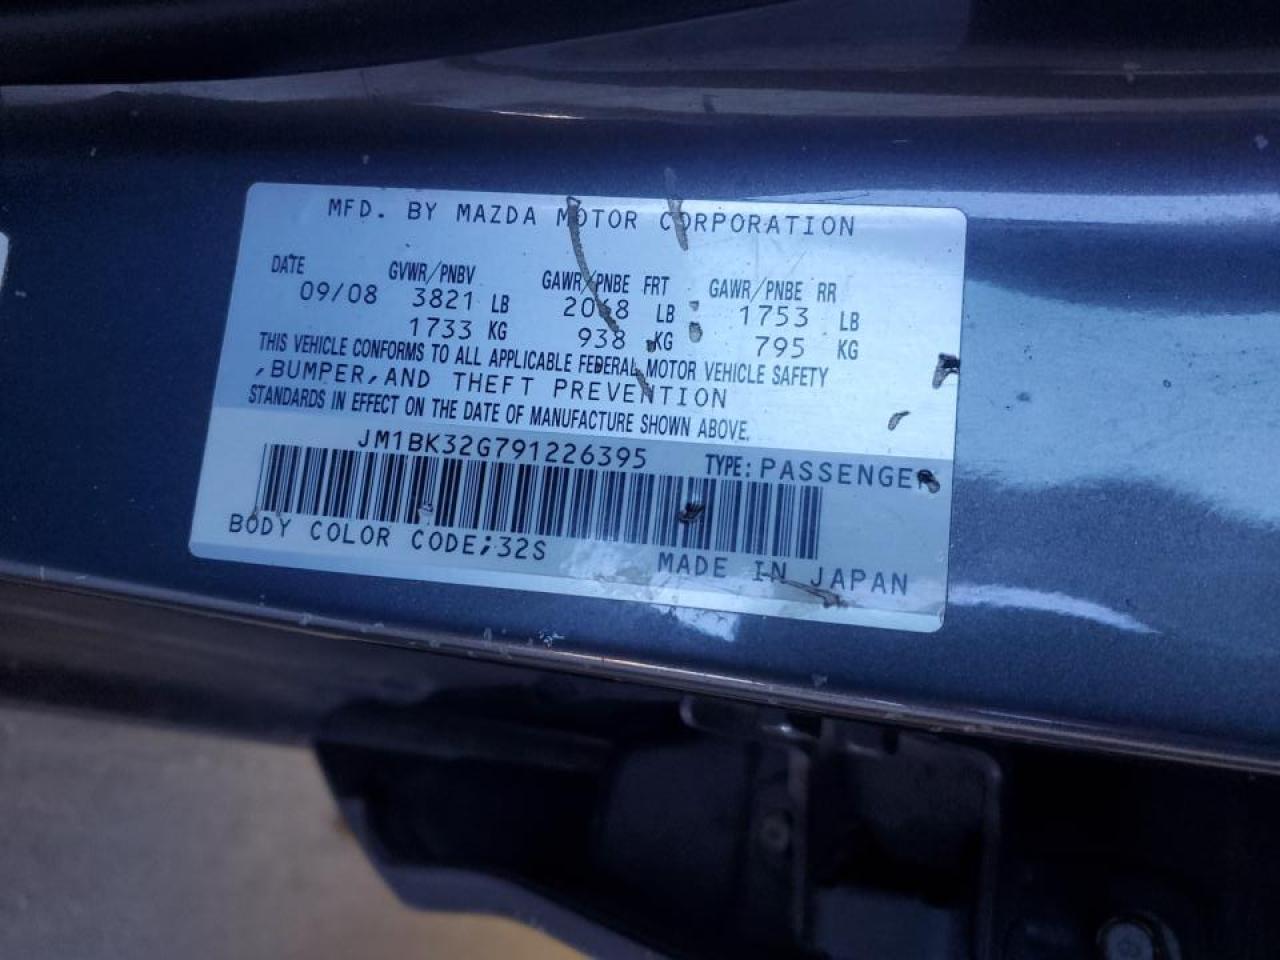 MFD. BY MAZDA MOTOR CORPORATION
DATE GVWR/PNBV GAWR/PNBE FRT GAWR/PNBE RR
09/08 3821 LB 2068 LB 1753 LB
1733 KG 938 KG 795 KG
THIS VEHICLE CONFORMS TO ALL APPLICABLE FEDERAL MOTOR VEHICLE SAFETY
,BUMPER,AND THEFT PREVENTION
STANDARDS IN EFFECT ON THE DATE OF MANUFACTURE SHOWN ABOVE.
JM1BK32G791226395 TYPE: PASSENGER
BODY COLOR CODE;32S
MADE IN JAPAN